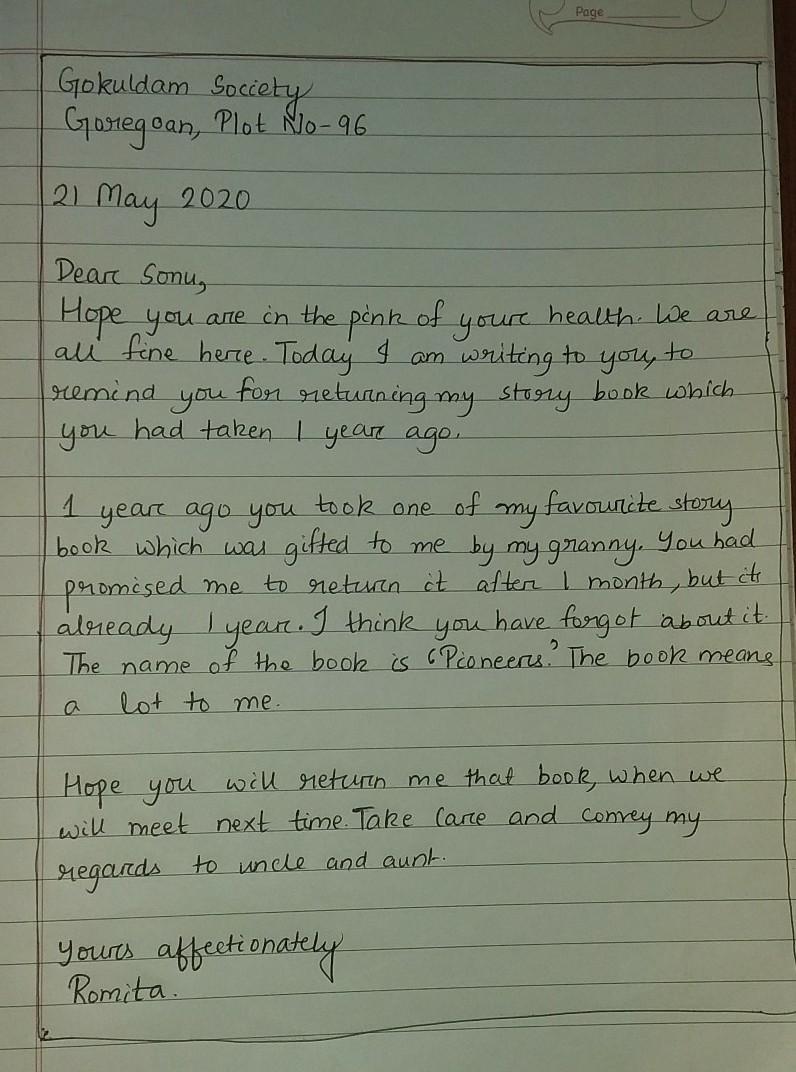 Page
Gokuldam Society
Goregoan, Plot No-96
21 May 2020
Dear Sonu,
Hope you are in the pink of your health. We are
all fine here. Today I am writing to you, to
remind you for returning my story book which
you had taken 1 year ago.
1 year ago you took one of my favourite story
book which was gifted to me by my granny. You had
promised me to return it after 1 month, but its
already 1 year. I think you have forgot about it.
The name of the book is 'Pioneers.' The book means
a lot to me.
Hope you will return me that book, when we
will meet next time. Take Care and convey my
regards to uncle and aunt.
Yours affectionately
Romita.